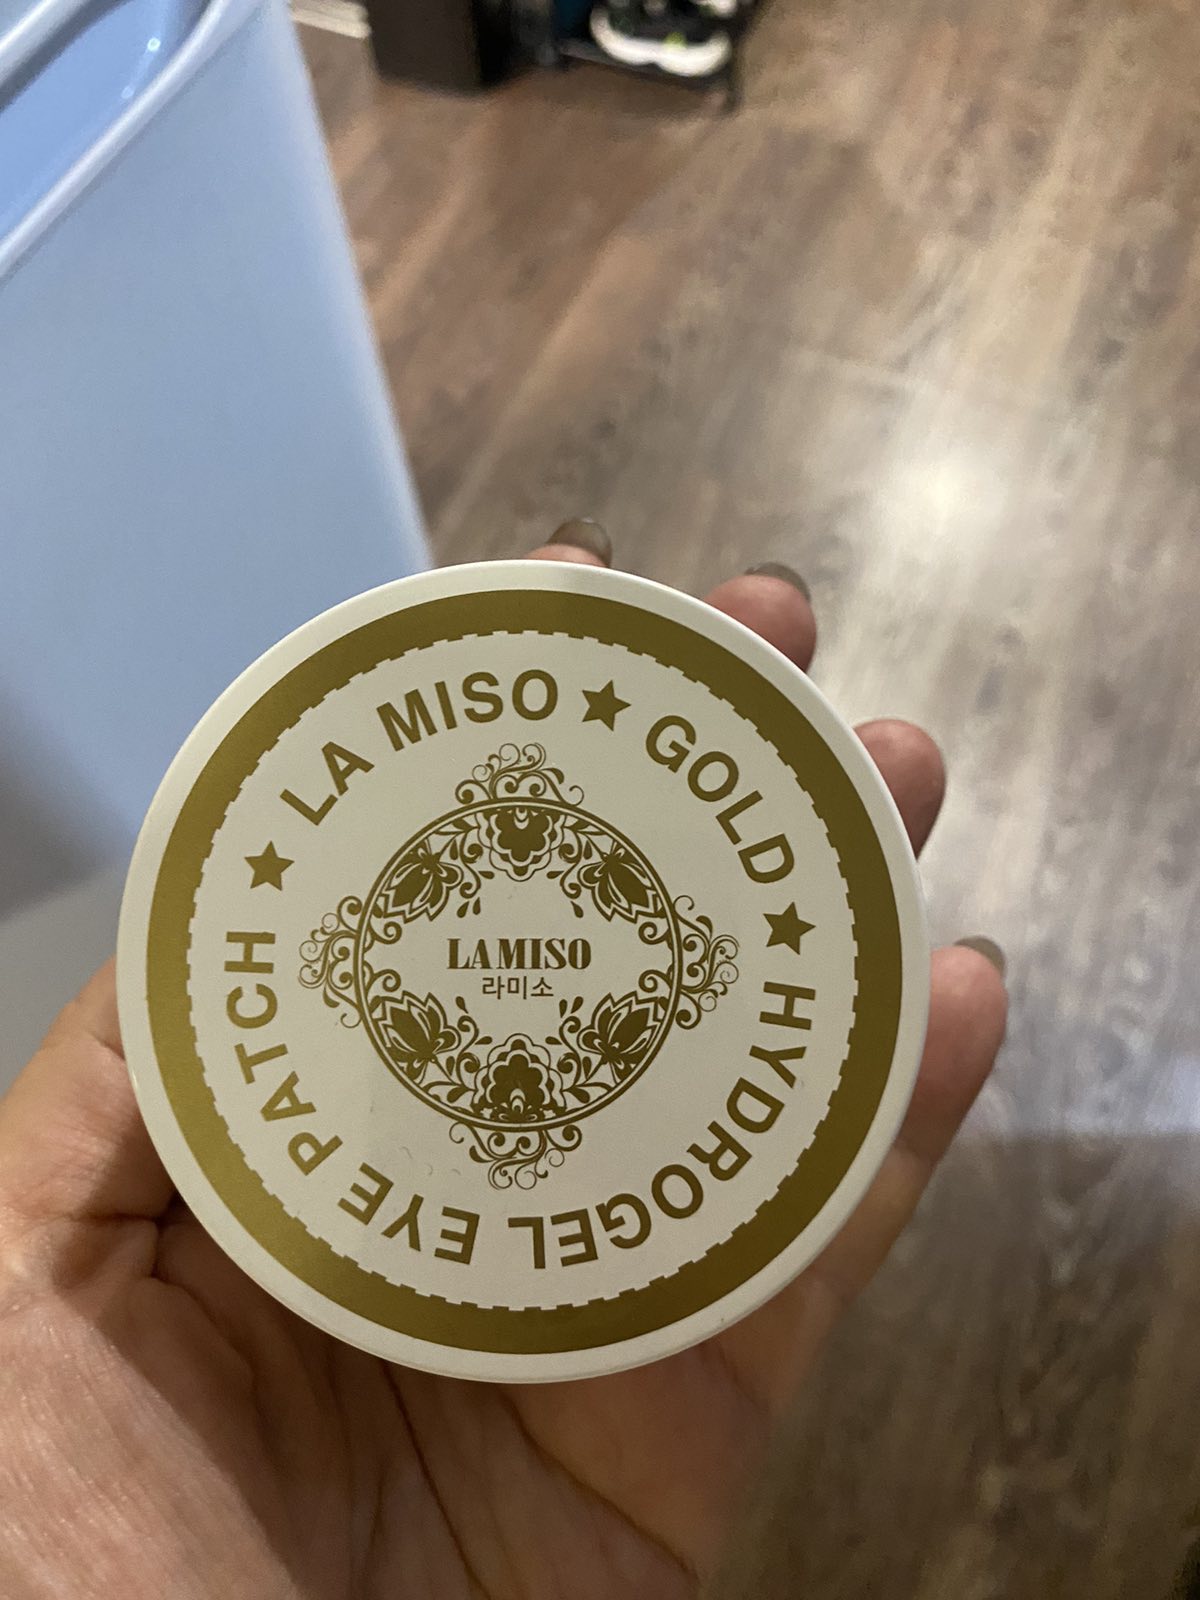 LA MISO ★ GOLD ★ HYDROGEL EYE PATCH ★
LAMISO
라미소